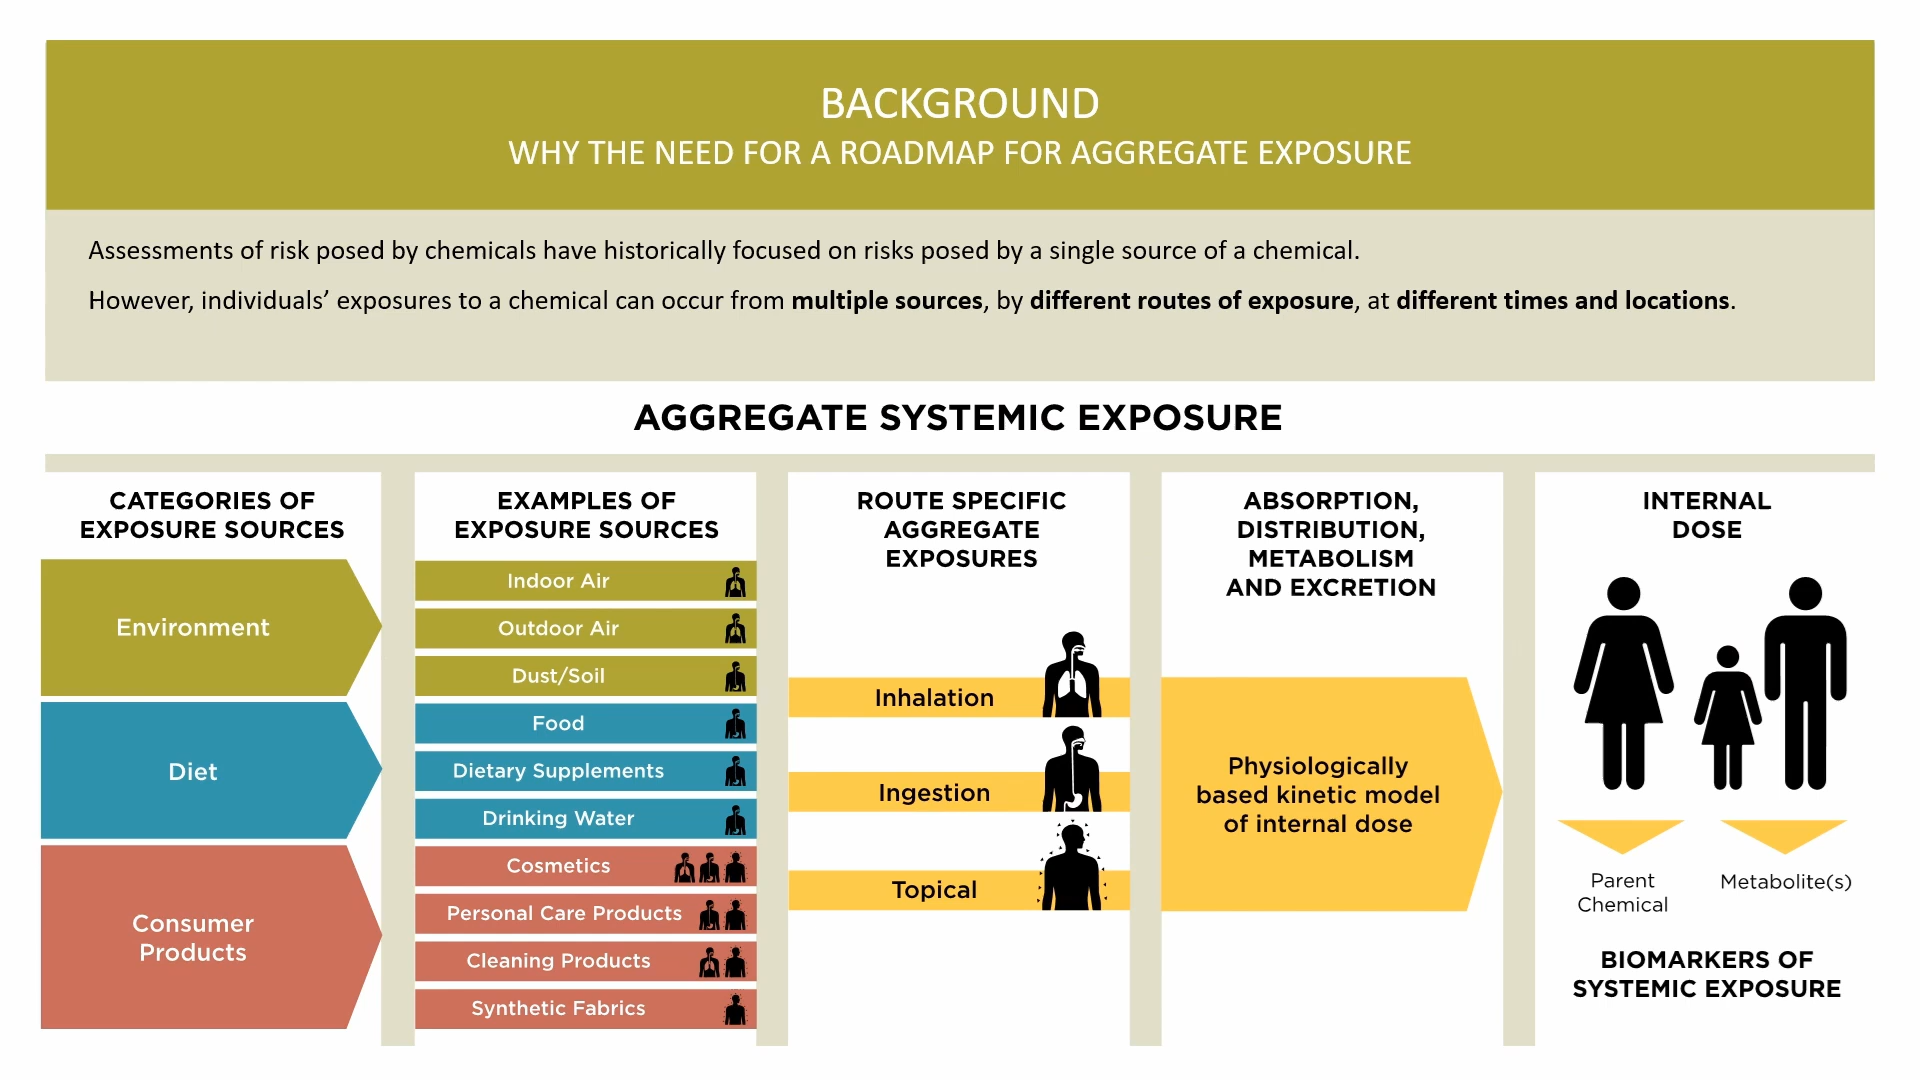 BACKGROUND
WHY THE NEED FOR A ROADMAP FOR AGGREGATE EXPOSURE
Assessments of risk posed by chemicals have historically focused on risks posed by a single source of a chemical.
However, individuals’ exposures to a chemical can occur from multiple sources, by different routes of exposure, at different times and locations.
AGGREGATE SYSTEMIC EXPOSURE
CATEGORIES OF
EXPOSURE SOURCES
Environment
Diet
Consumer
Products
EXAMPLES OF
EXPOSURE SOURCES
Indoor Air
Outdoor Air
Dust/Soil
Food
Dietary Supplements
Drinking Water
Cosmetics
Personal Care Products
Cleaning Products
Synthetic Fabrics
ROUTE SPECIFIC
AGGREGATE
EXPOSURES
Inhalation
Ingestion
Topical
ABSORPTION,
DISTRIBUTION,
METABOLISM
AND EXCRETION
Physiologically
based kinetic model
of internal dose
INTERNAL
DOSE
Parent
Chemical
Metabolite(s)
BIOMARKERS OF
SYSTEMIC EXPOSURE